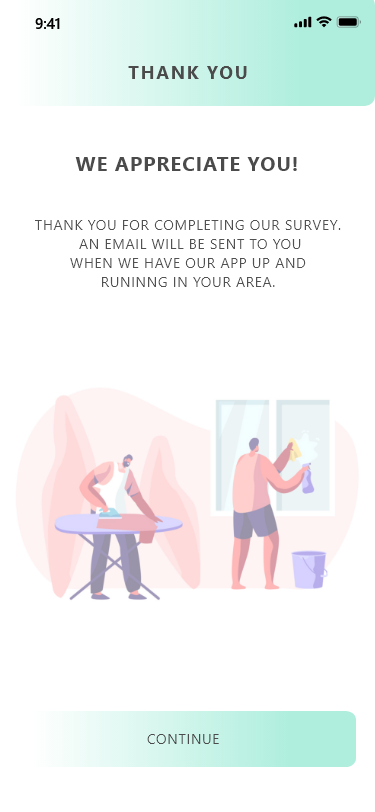 9:41
THANK YOU
WE APPRECIATE YOU!
THANK YOU FOR COMPLETING OUR SURVEY.
AN EMAIL WILL BE SENT TO YOU
WHEN WE HAVE OUR APP UP AND
RUNINNG IN YOUR AREA.
CONTINUE